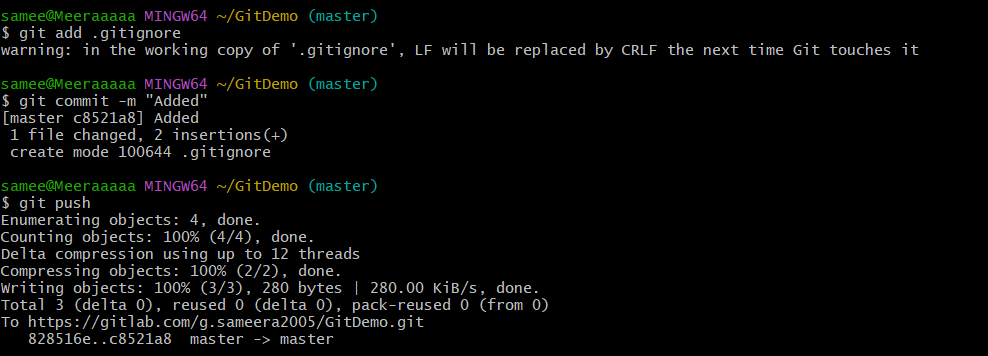 samee@Meeraaaaa MINGW64 ~/GitDemo (master)
$ git add .gitignore
warning: in the working copy of '.gitignore', LF will be replaced by CRLF the next time Git touches it
samee@Meeraaaaa MINGW64 ~/GitDemo (master)
$ git commit -m "Added"
[master c8521a8] Added
 1 file changed, 2 insertions(+)
 create mode 100644 .gitignore
samee@Meeraaaaa MINGW64 ~/GitDemo (master)
$ git push
Enumerating objects: 4, done.
Counting objects: 100% (4/4), done.
Delta compression using up to 12 threads
Compressing objects: 100% (2/2), done.
Writing objects: 100% (3/3), 280 bytes | 280.00 KiB/s, done.
Total 3 (delta 0), reused 0 (delta 0), pack-reused 0 (from 0)
To https://gitlab.com/g.sameera2005/GitDemo.git
   828516e..c8521a8  master -> master